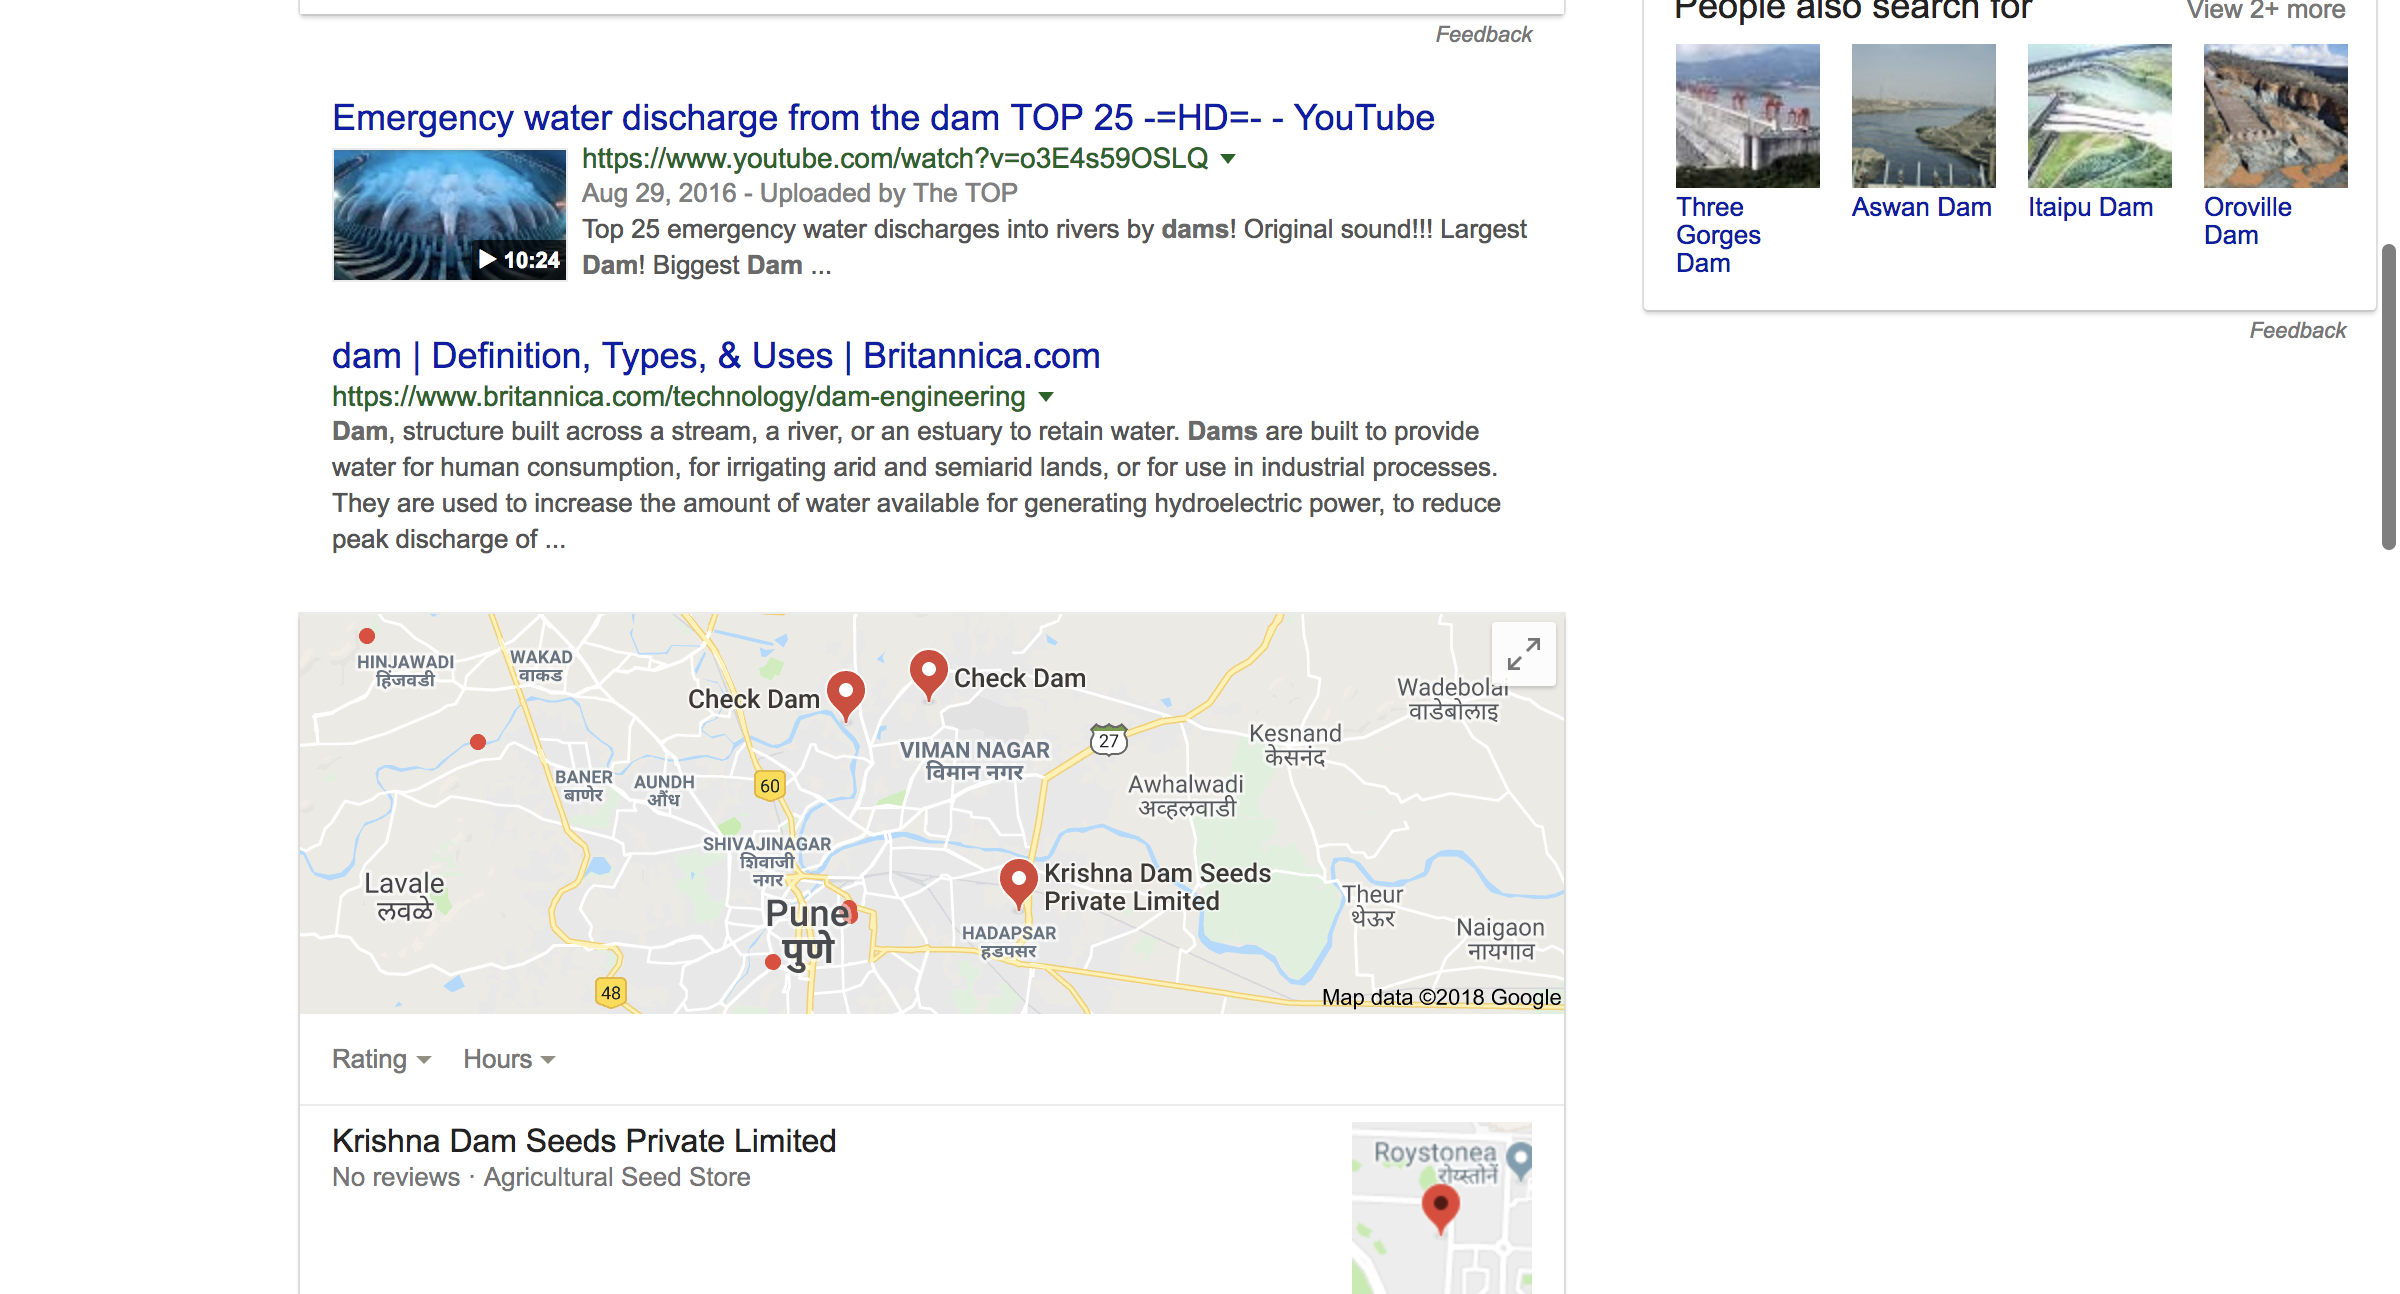 People also search for
View 2+ more
Feedback
Emergency water discharge from the dam TOP 25 -=HD=- - YouTube
https://www.youtube.com/watch?v=o3E4s59OSLQ
Aug 29, 2016 - Uploaded by The TOP
Top 25 emergency water discharges into rivers by dams! Original sound!!! Largest
Dam! Biggest Dam ...
10:24
Three
Gorges
Dam
Aswan Dam
Itaipu Dam
Oroville
Dam
Feedback
dam | Definition, Types, & Uses | Britannica.com
https://www.britannica.com/technology/dam-engineering
Dam, structure built across a stream, a river, or an estuary to retain water. Dams are built to provide
water for human consumption, for irrigating arid and semiarid lands, or for use in industrial processes.
They are used to increase the amount of water available for generating hydroelectric power, to reduce
peak discharge of ...
HINJAWADI
हिंजवडी
WAKAD
वाकड
Check Dam
Check Dam
Wadebolai
वाडेबोलाइ
VIMAN NAGAR
विमान नगर
27
Kesnand
केसनंद
BANER
बाणेर
AUNDH
औंध
60
Awhalwadi
अव्हलवाडी
SHIVAJINAGAR
शिवाजी
नगर
Lavale
लवळे
Krishna Dam Seeds
Private Limited
Theur
थेऊर
Pune
पुणे
HADAPSAR
हडपसर
Naigaon
नायगाव
48
Map data ©2018 Google
Rating
Hours
Krishna Dam Seeds Private Limited
No reviews · Agricultural Seed Store
Roystonea
रोय्स्तोनें